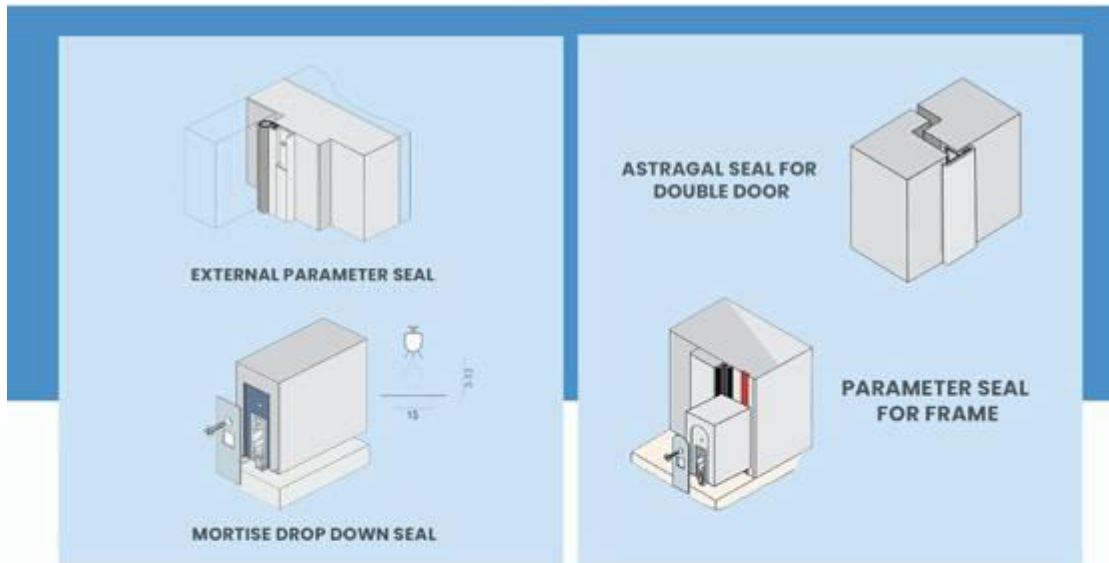 EXTERNAL PARAMETER SEAL
MORTISE DROP DOWN SEAL
15
ASTRAGAL SEAL FOR
DOUBLE DOOR
PARAMETER SEAL
FOR FRAME